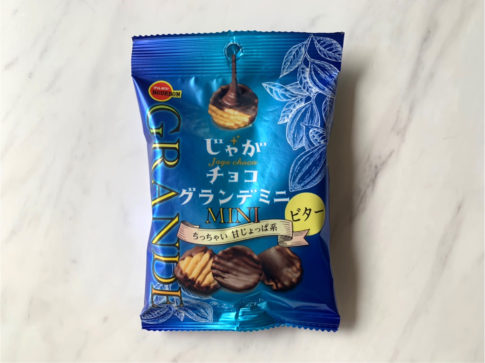 BOURBON
GRANDE
じゃが
Jaga choco
チョコ
グランデミニ
MINI
ビター
ちっちゃい 甘じょっぱ系